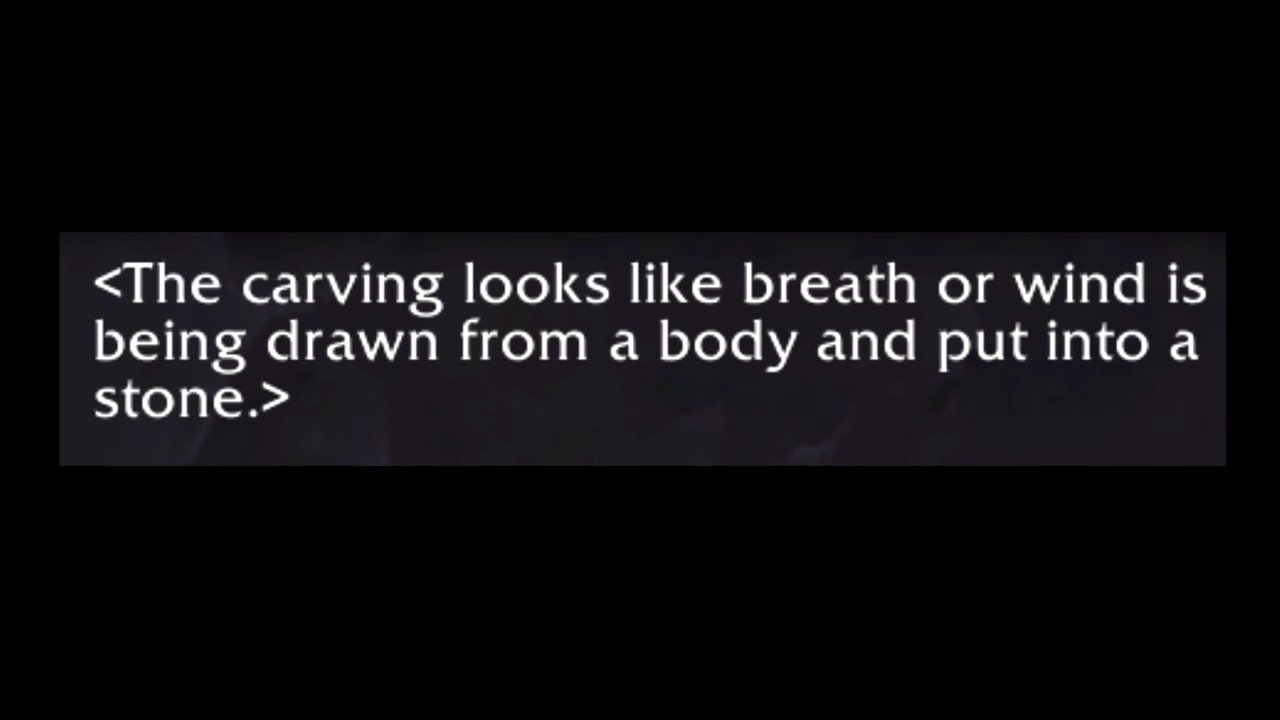 <The carving looks like breath or wind is
being drawn from a body and put into a
stone.>